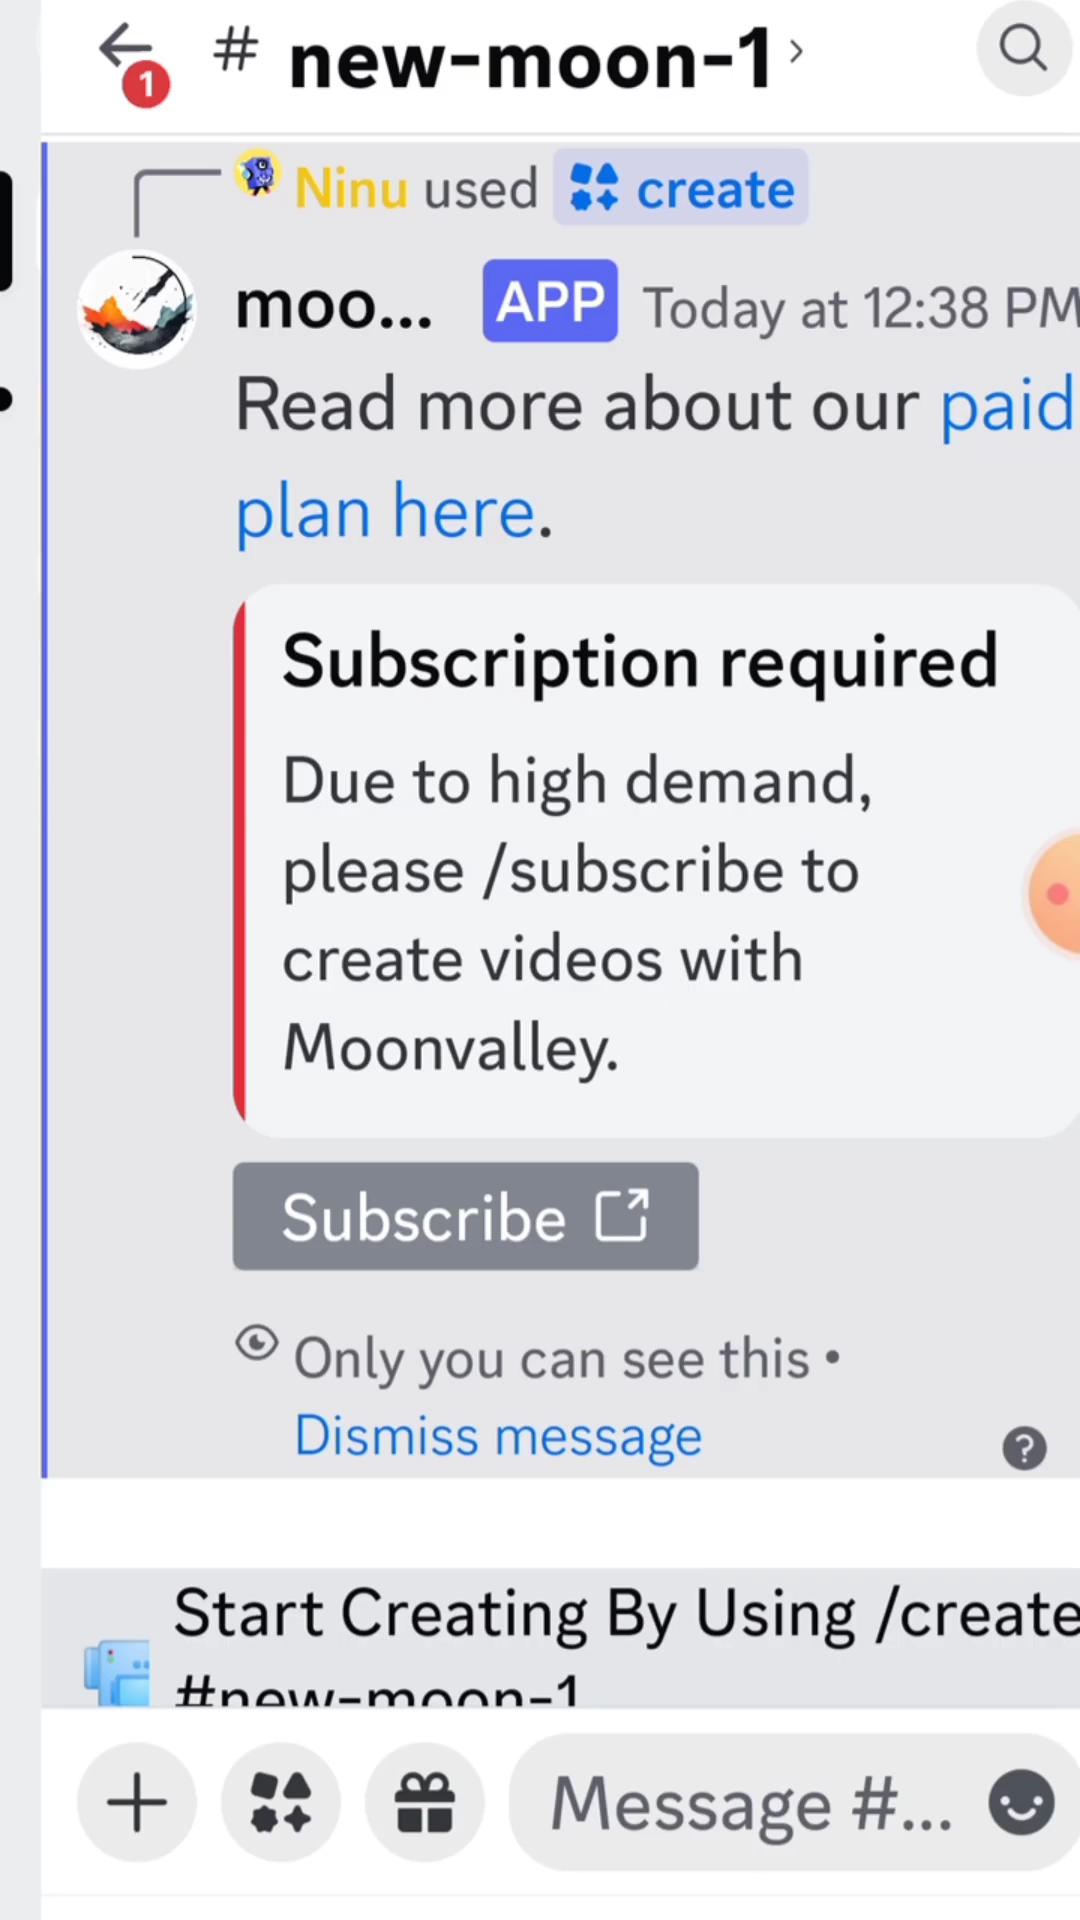 1
# new-moon-1
Ninu used create
moo... APP Today at 12:38 PM
Read more about our paid
plan here.
Subscription required
Due to high demand,
please /subscribe to
create videos with
Moonvalley.
Subscribe
Only you can see this •
Dismiss message
?
Start Creating By Using /create
#new-moon-1
Message #...